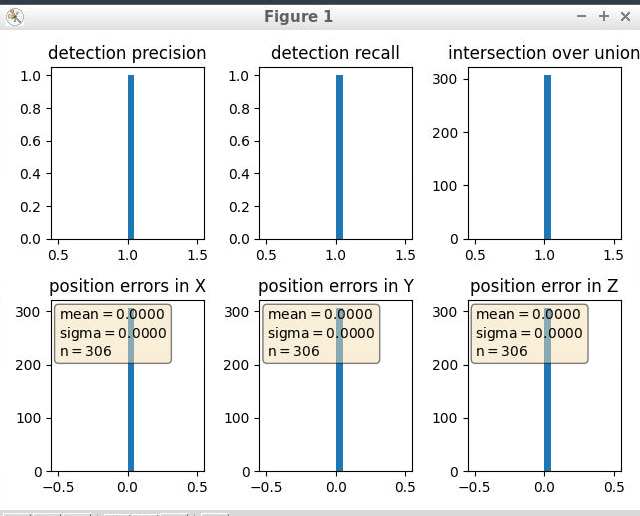 Figure 1
detection precision
detection recall
intersection over union
1.0
0.8
0.6
0.4
0.2
0.0
0.5 1.0 1.5
1.0
0.8
0.6
0.4
0.2
0.0
0.5 1.0 1.5
300
200
100
0
0.5 1.0 1.5
position errors in X
position errors in Y
position error in Z
300
200
100
0
mean = 0.0000
sigma = 0.0000
n = 306
−0.5 0.0 0.5
300
200
100
0
mean = 0.0000
sigma = 0.0000
n = 306
−0.5 0.0 0.5
300
200
100
0
mean = 0.0000
sigma = 0.0000
n = 306
−0.5 0.0 0.5